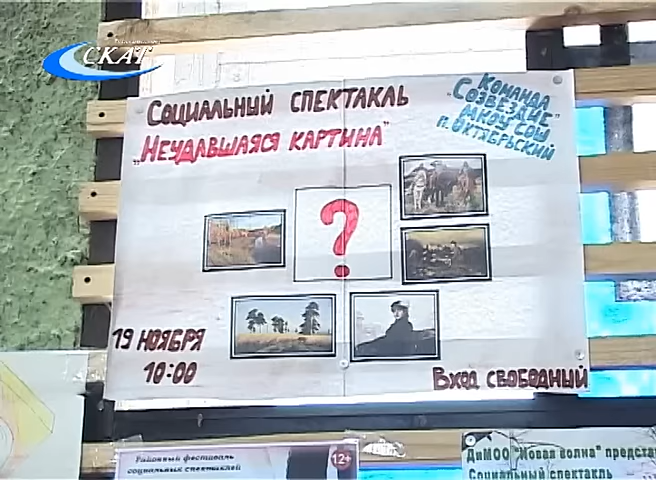 СКАТ
Социальный спектакль
„Неудавшаяся картина"
Команда
"Созвездие"
МКОУ СОШ
п. Октябрьский
?
19 ноября
10:00
Вход свободный
Районный фестиваль
социальных спектаклей
12+
ДиМОО "Новая волна" представ
Социальный спектакль